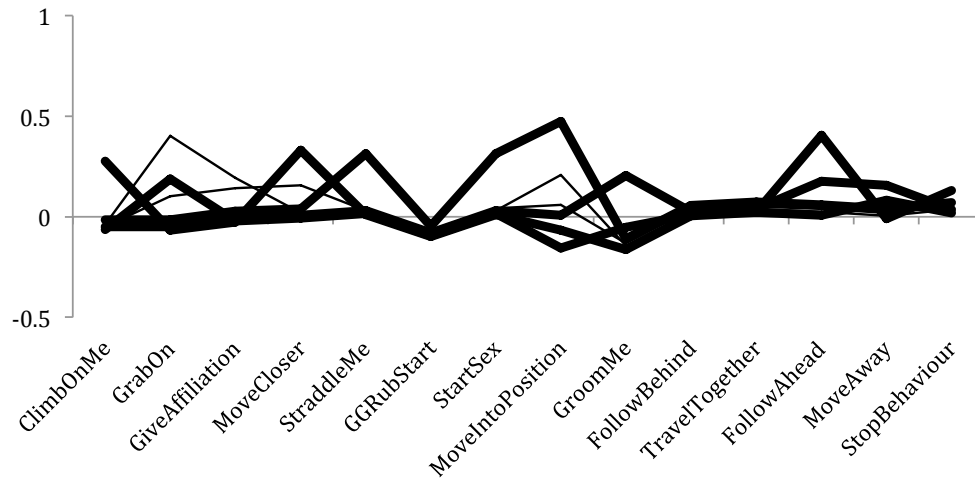 1
0.5
0
-0.5
ClimbOnMe
GrabOn
GiveAffiliation
MoveCloser
StraddleMe
GGRubStart
StartSex
MoveIntoPosition
GroomMe
FollowBehind
TravelTogether
FollowAhead
MoveAway
StopBehaviour